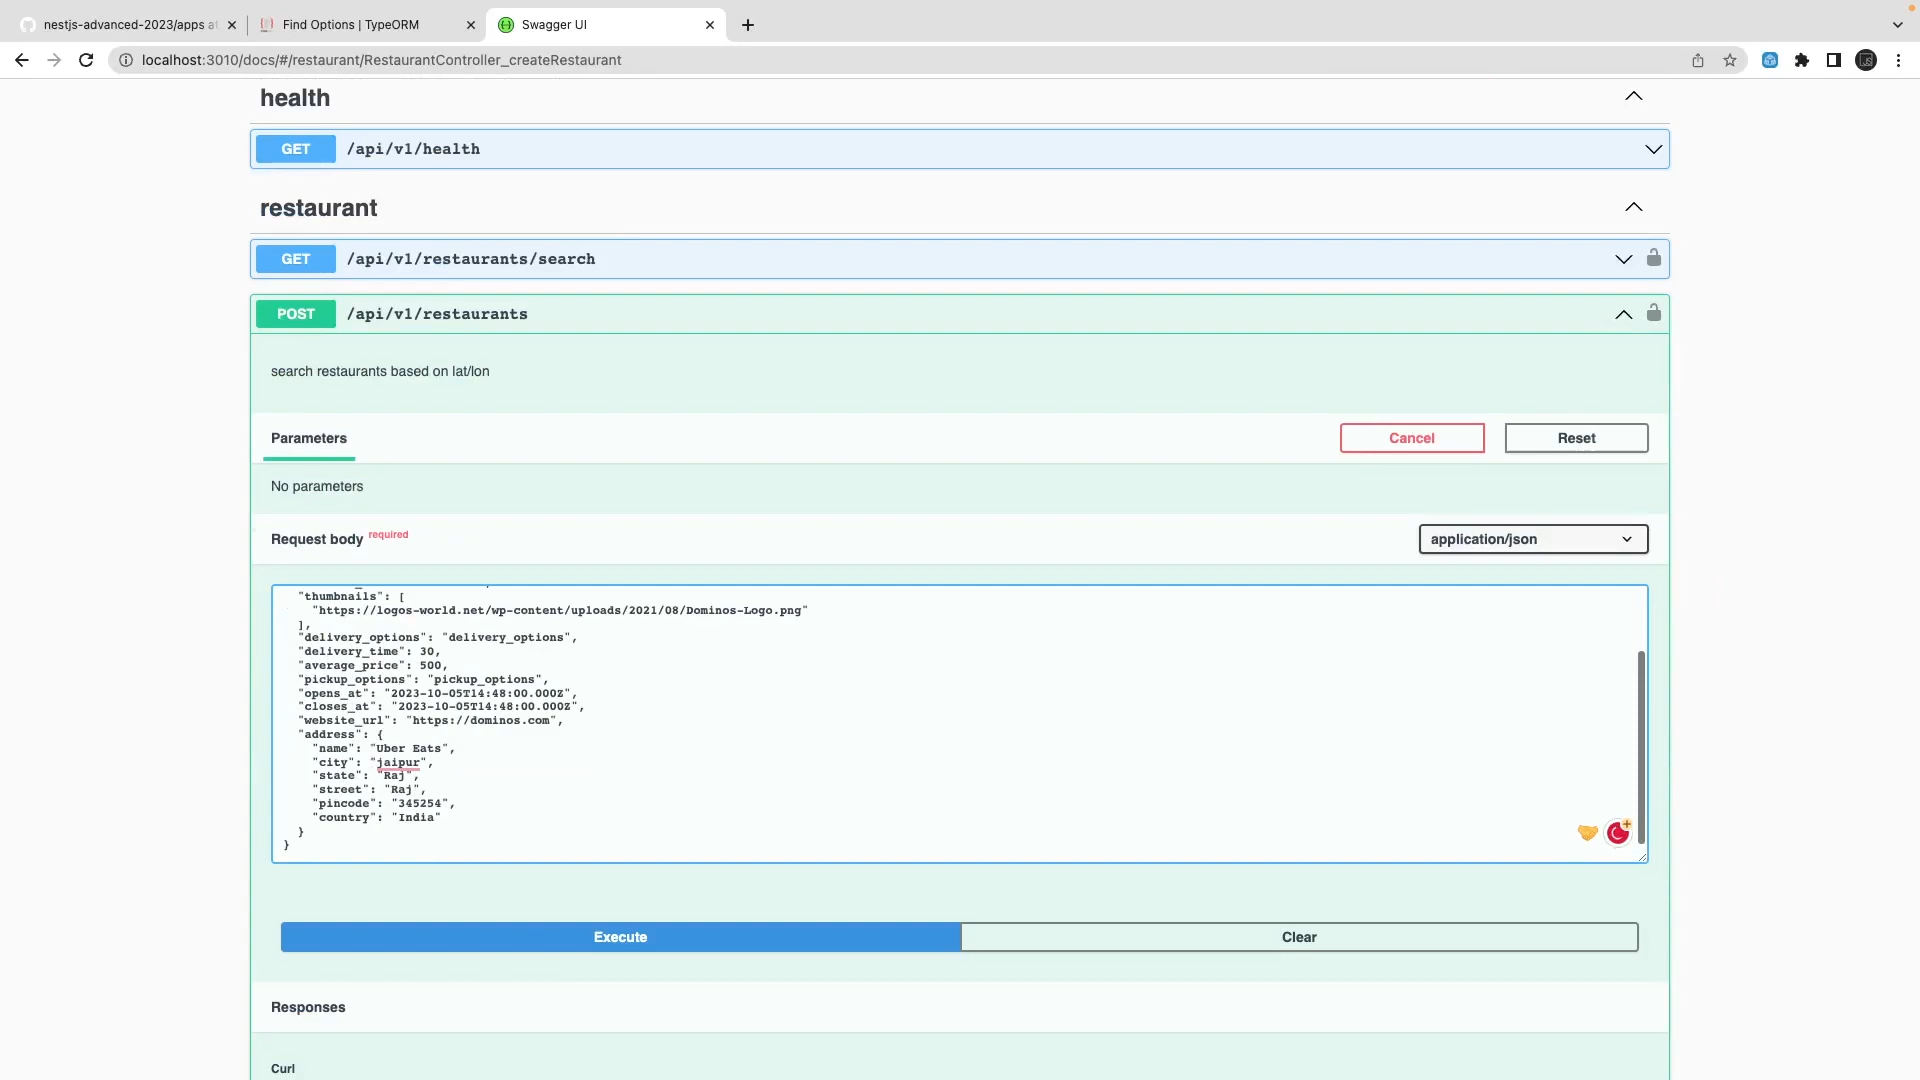 nestjs-advanced-2023/apps at
Find Options | TypeORM
Swagger UI
localhost:3010/docs/#/restaurant/RestaurantController_createRestaurant
health
GET /api/v1/health
restaurant
GET /api/v1/restaurants/search
POST /api/v1/restaurants
search restaurants based on lat/lon
Parameters
Cancel
Reset
No parameters
Request body required
application/json
"thumbnails": [
"https://logos-world.net/wp-content/uploads/2021/08/Dominos-Logo.png"
],
"delivery_options": "delivery_options",
"delivery_time": 30,
"average_price": 500,
"pickup_options": "pickup_options",
"opens_at": "2023-10-05T14:48:00.000Z",
"closes_at": "2023-10-05T14:48:00.000Z",
"website_url": "https://dominos.com",
"address": {
"name": "Uber Eats",
"city": "jaipur",
"state": "Raj",
"street": "Raj",
"pincode": "345254",
"country": "India"
}
}
Execute
Clear
Responses
Curl